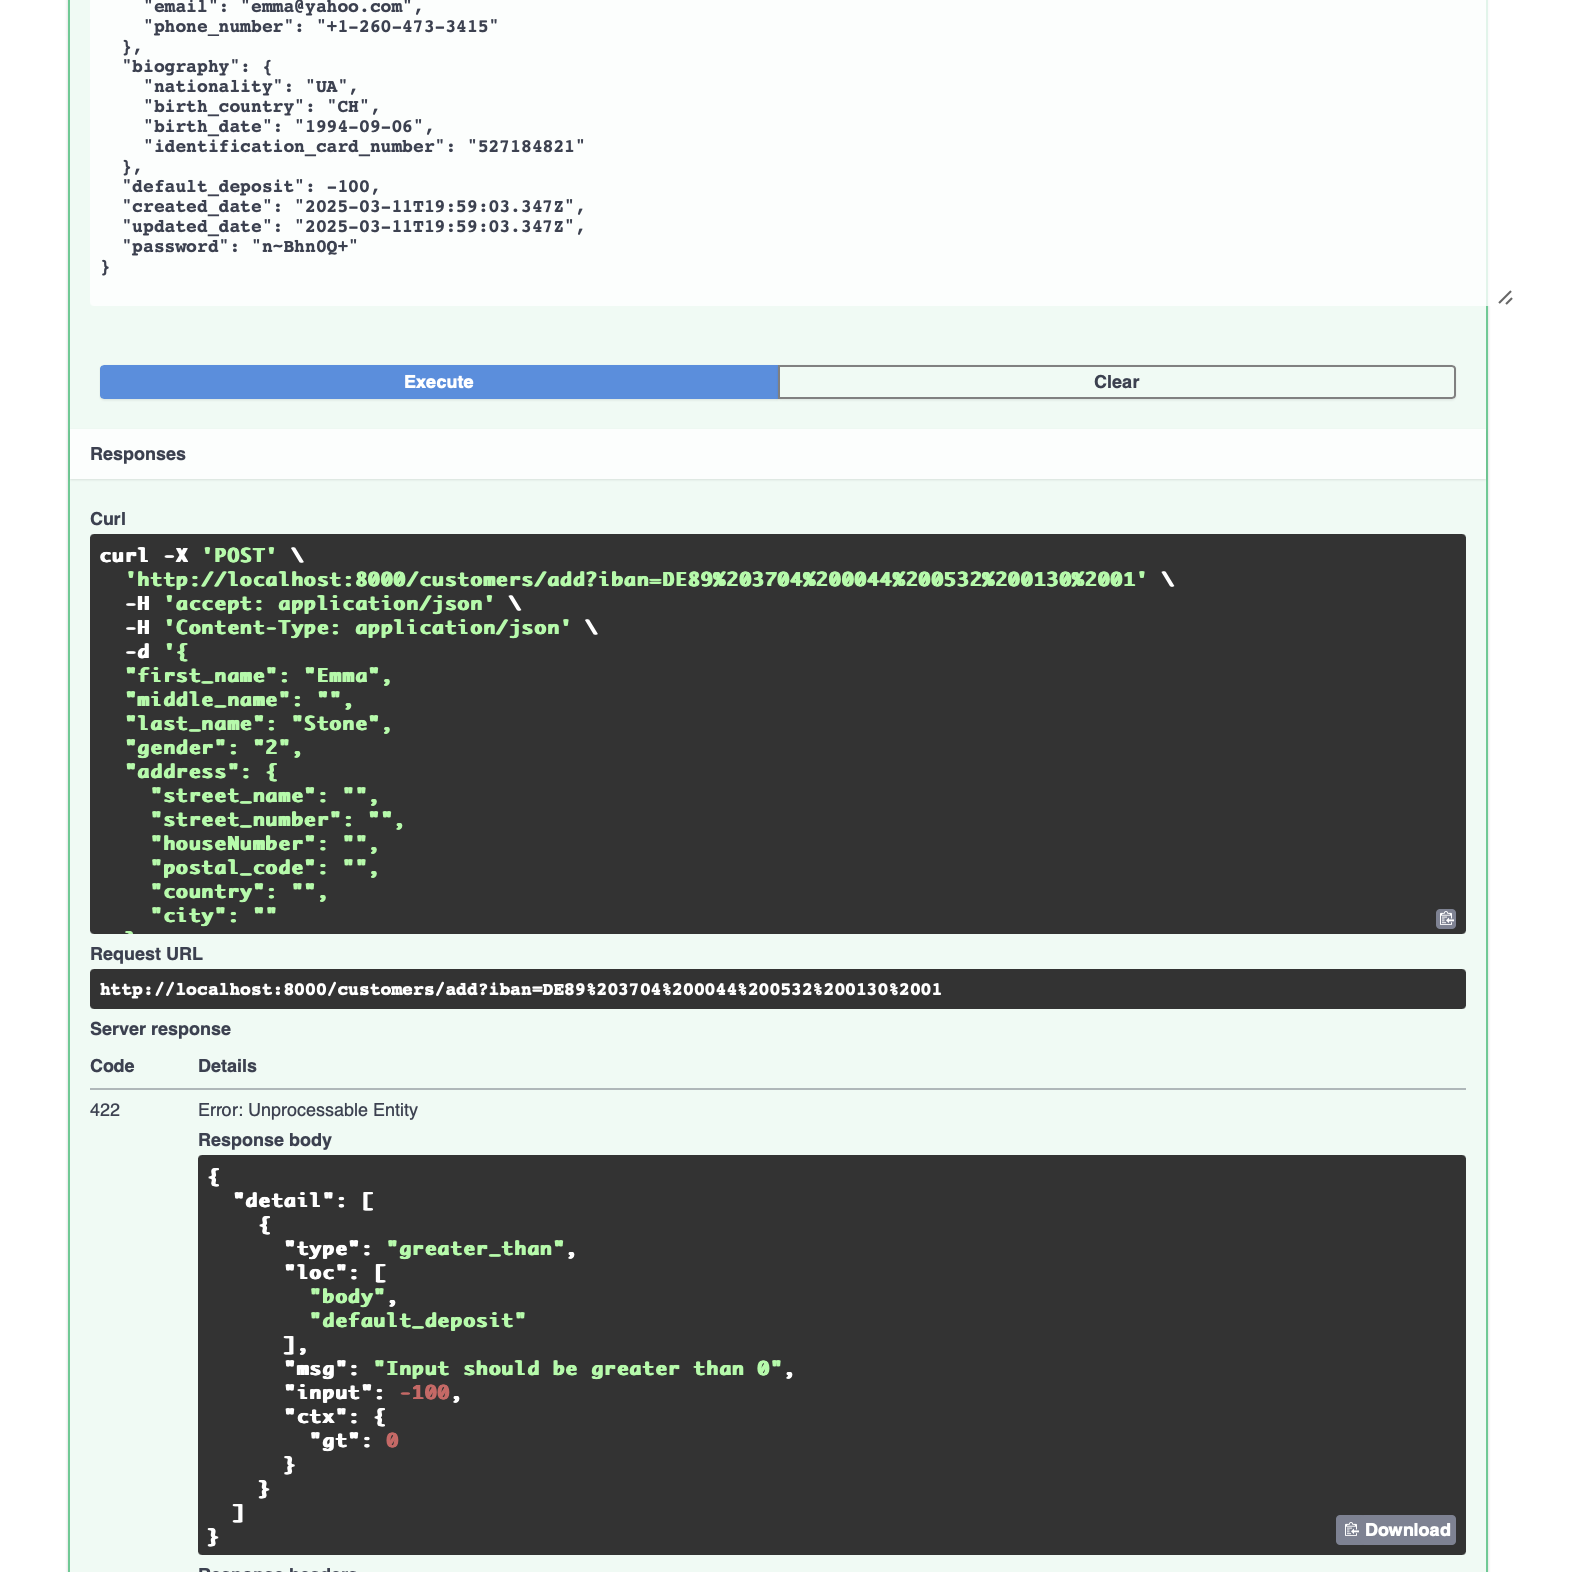 "email": "emma@yahoo.com",
"phone_number": "+1-260-473-3415"
},
"biography": {
"nationality": "UA",
"birth_country": "CH",
"birth_date": "1994-09-06",
"identification_card_number": "527184821"
},
"default_deposit": -100,
"created_date": "2025-03-11T19:59:03.347Z",
"updated_date": "2025-03-11T19:59:03.347Z",
"password": "n~Bhn0Q+"
}
Execute
Clear
Responses
Curl
curl -X 'POST' \
'http://localhost:8000/customers/add?iban=DE89%203704%200044%200532%200130%2001' \
-H 'accept: application/json' \
-H 'Content-Type: application/json' \
-d '{
"first_name": "Emma",
"middle_name": "",
"last_name": "Stone",
"gender": "2",
"address": {
"street_name": "",
"street_number": "",
"houseNumber": "",
"postal_code": "",
"country": "",
"city": ""
Request URL
http://localhost:8000/customers/add?iban=DE89%203704%200044%200532%200130%2001
Server response
Code Details
422 Error: Unprocessable Entity
Response body
{
"detail": [
{
"type": "greater_than",
"loc": [
"body",
"default_deposit"
],
"msg": "Input should be greater than 0",
"input": -100,
"ctx": {
"gt": 0
}
}
]
}
Download
Response headers